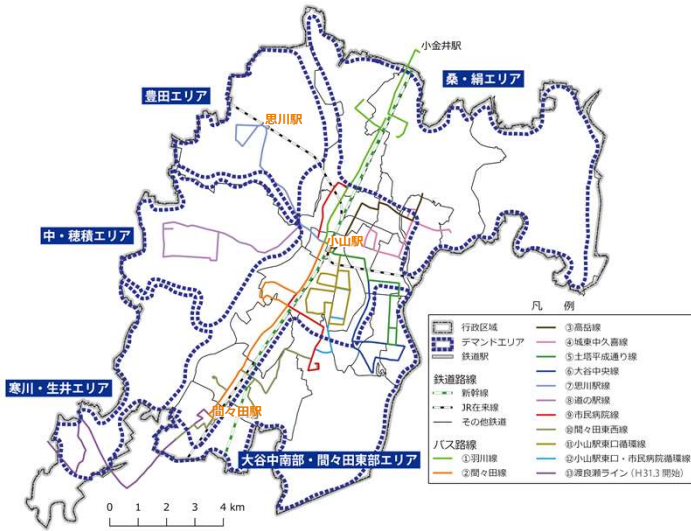 小金井駅
桑・絹エリア
豊田エリア
思川駅
中・穂積エリア
小山駅
寒川・生井エリア
間々田駅
大谷中南部・間々田東部エリア
0 1 2 3 4 km
凡 例
行政区域
デマンドエリア
鉄道駅
鉄道路線
新幹線
JR在来線
その他鉄道
バス路線
①羽川線
②間々田線
③高岳線
④城東中久喜線
⑤土塔平成通り線
⑥大谷中央線
⑦思川駅線
⑧道の駅線
⑨市民病院線
⑩間々田東西線
⑪小山駅東口循環線
⑫小山駅東口・市民病院循環線
⑬渡良瀬ライン(H31.3 開始)